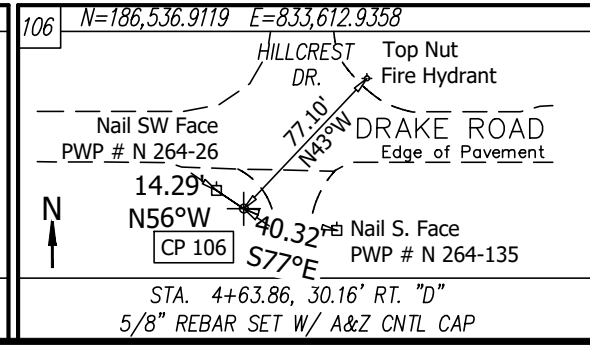 106
N=186,536.9119 E=833,612.9358
HILLCREST
DR.
Top Nut
Fire Hydrant
77.10'
N43°W
Nail SW Face
PWP # N 264-26
DRAKE ROAD
Edge of Pavement
14.29'
N56°W
N
CP 106
40.32'
S77°E
Nail S. Face
PWP # N 264-135
STA. 4+63.86, 30.16' RT. "D"
5/8" REBAR SET W/ A&Z CNTL CAP